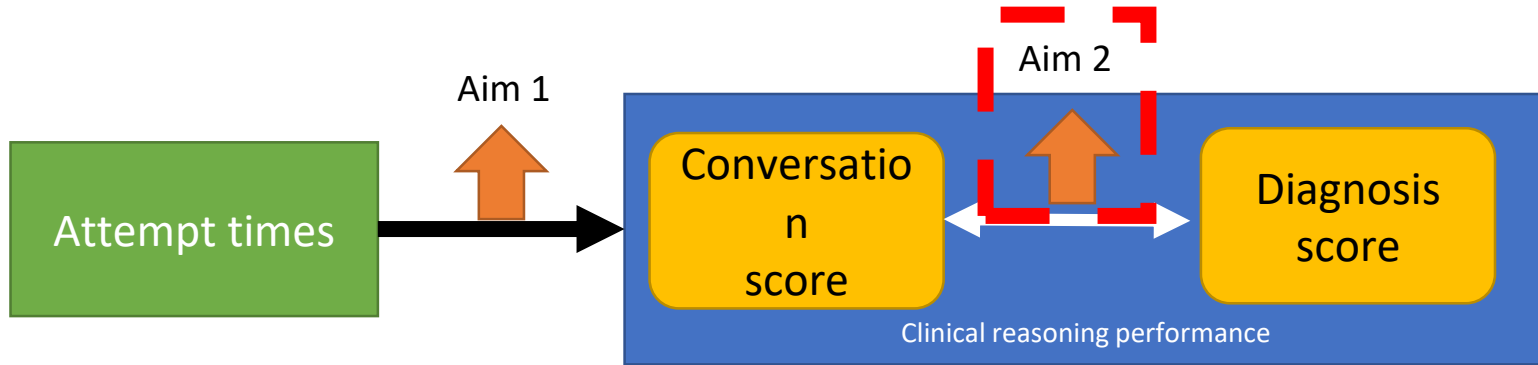 Aim 1
Aim 2
Attempt times
Conversatio
n
score
Diagnosis
score
Clinical reasoning performance